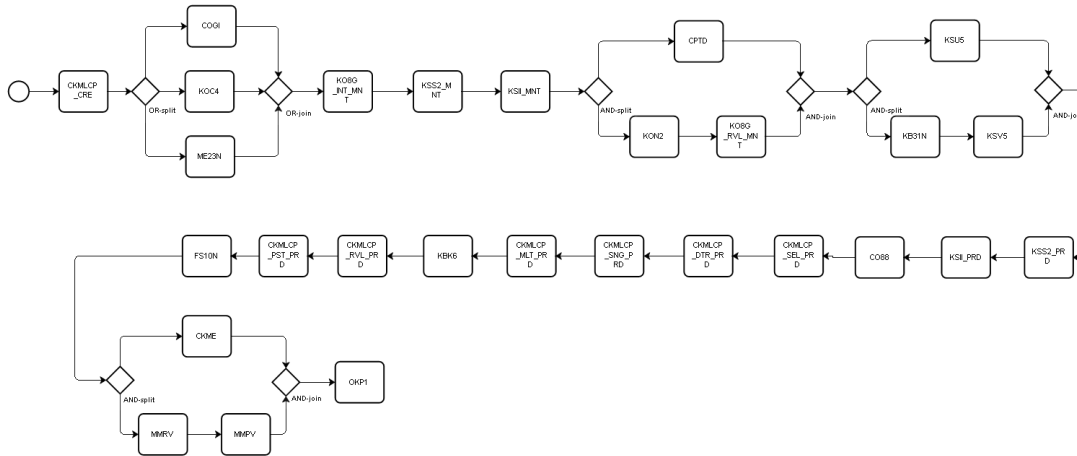 COGI
CPTD
KSU5
CKMLCP
_CRE
KOC4
KO8G
_INT_MN
T
KSS2_M
NT
KSII_MNT
OR-split
OR-join
AND-split
AND-join
AND-split
AND-jo
ME23N
KON2
KO8G
_RVL_MN
T
KB31N
KSV5
FS10N
CKMLCP
_PST_PR
D
CKMLCP
_RVL_PR
D
KBK6
CKMLCP
_MLT_PR
D
CKMLCP
_SNG_P
RD
CKMLCP
_DTR_PR
D
CKMLCP
_SEL_PR
D
CO88
KSII_PRD
KSS2_PR
D
CKME
AND-split
OKP1
AND-join
MMRV
MMPV